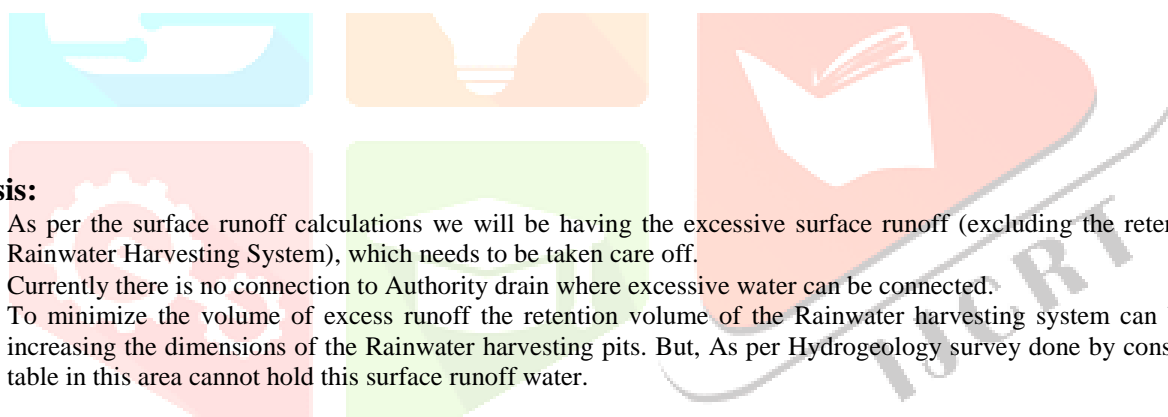 sis:
As per the surface runoff calculations we will be having the excessive surface runoff (excluding the reten
Rainwater Harvesting System), which needs to be taken care off.
Currently there is no connection to Authority drain where excessive water can be connected.
To minimize the volume of excess runoff the retention volume of the Rainwater harvesting system can
increasing the dimensions of the Rainwater harvesting pits. But, As per Hydrogeology survey done by cons
table in this area cannot hold this surface runoff water.
IJCRT